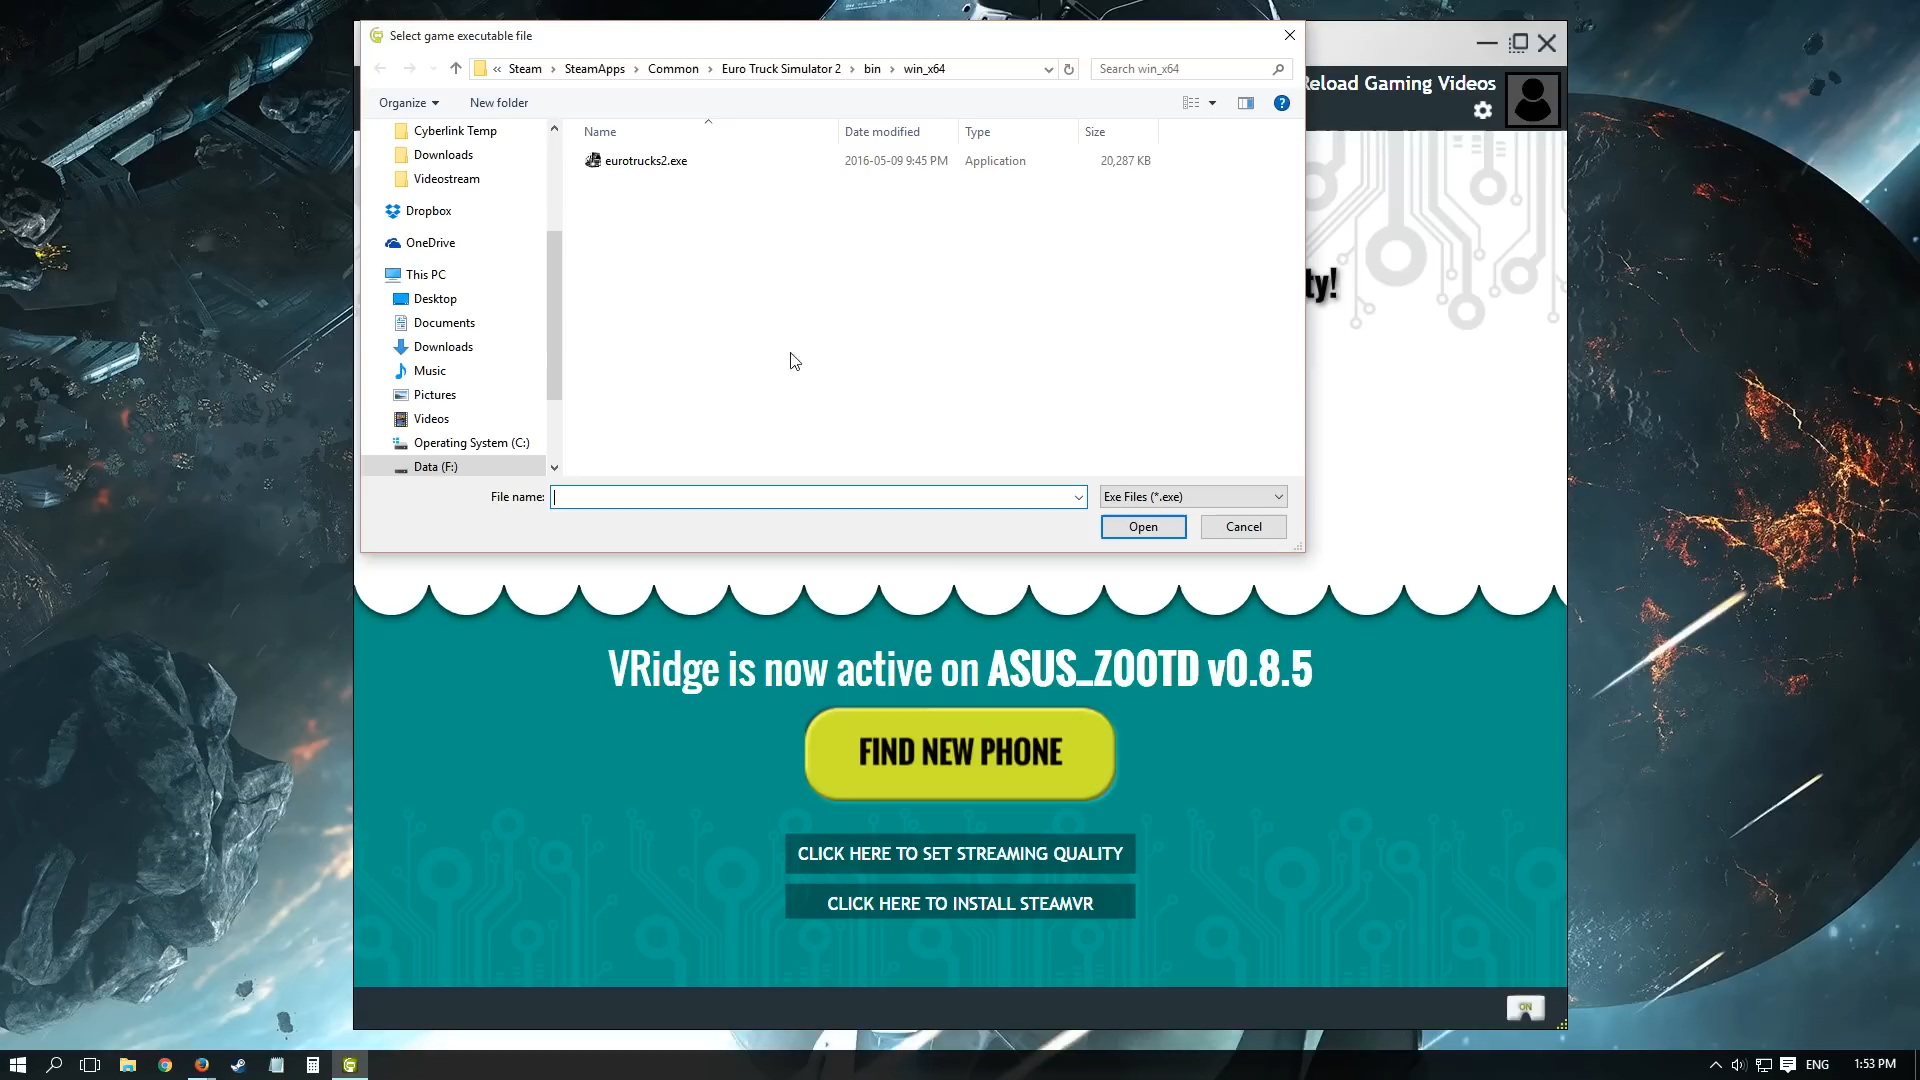 Select game executable file
« Steam > SteamApps > Common > Euro Truck Simulator 2 > bin > win_x64
Search win_x64
Reload Gaming Videos
Organize
New folder
Name
Date modified
Type
Size
eurotrucks2.exe
2016-05-09 9:45 PM
Application
20,287 KB
Cyberlink Temp
Downloads
Videostream
Dropbox
OneDrive
This PC
Desktop
Documents
Downloads
Music
Pictures
Videos
Operating System (C:)
Data (F:)
ty!
File name:
Exe Files (*.exe)
Open
Cancel
VRidge is now active on ASUS_Z00TD v0.8.5
FIND NEW PHONE
CLICK HERE TO SET STREAMING QUALITY
CLICK HERE TO INSTALL STEAMVR
ON
ENG
1:53 PM